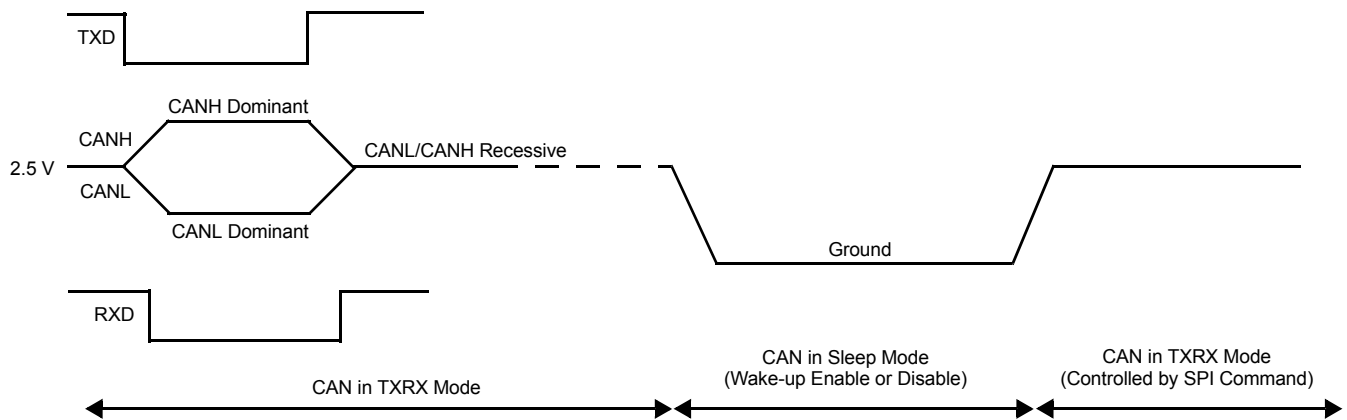 TXD
CANH Dominant
CANH
CANL/CANH Recessive
2.5 V
CANL
CANL Dominant
Ground
RXD
CAN in TXRX Mode
CAN in Sleep Mode
(Wake-up Enable or Disable)
CAN in TXRX Mode
(Controlled by SPI Command)